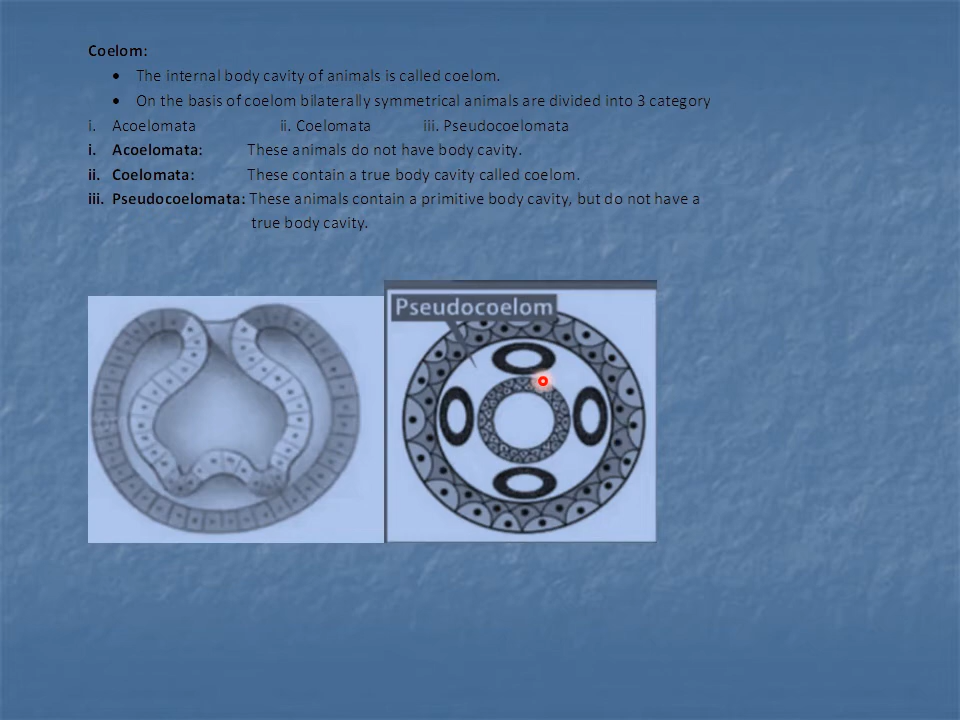 Coelom:
• The internal body cavity of animals is called coelom.
• On the basis of coelom bilaterally symmetrical animals are divided into 3 category
i. Acoelomata ii. Coelomata iii. Pseudocoelomata
i. Acoelomata: These animals do not have body cavity.
ii. Coelomata: These contain a true body cavity called coelom.
iii. Pseudocoelomata: These animals contain a primitive body cavity, but do not have a
true body cavity.
Pseudocoelom